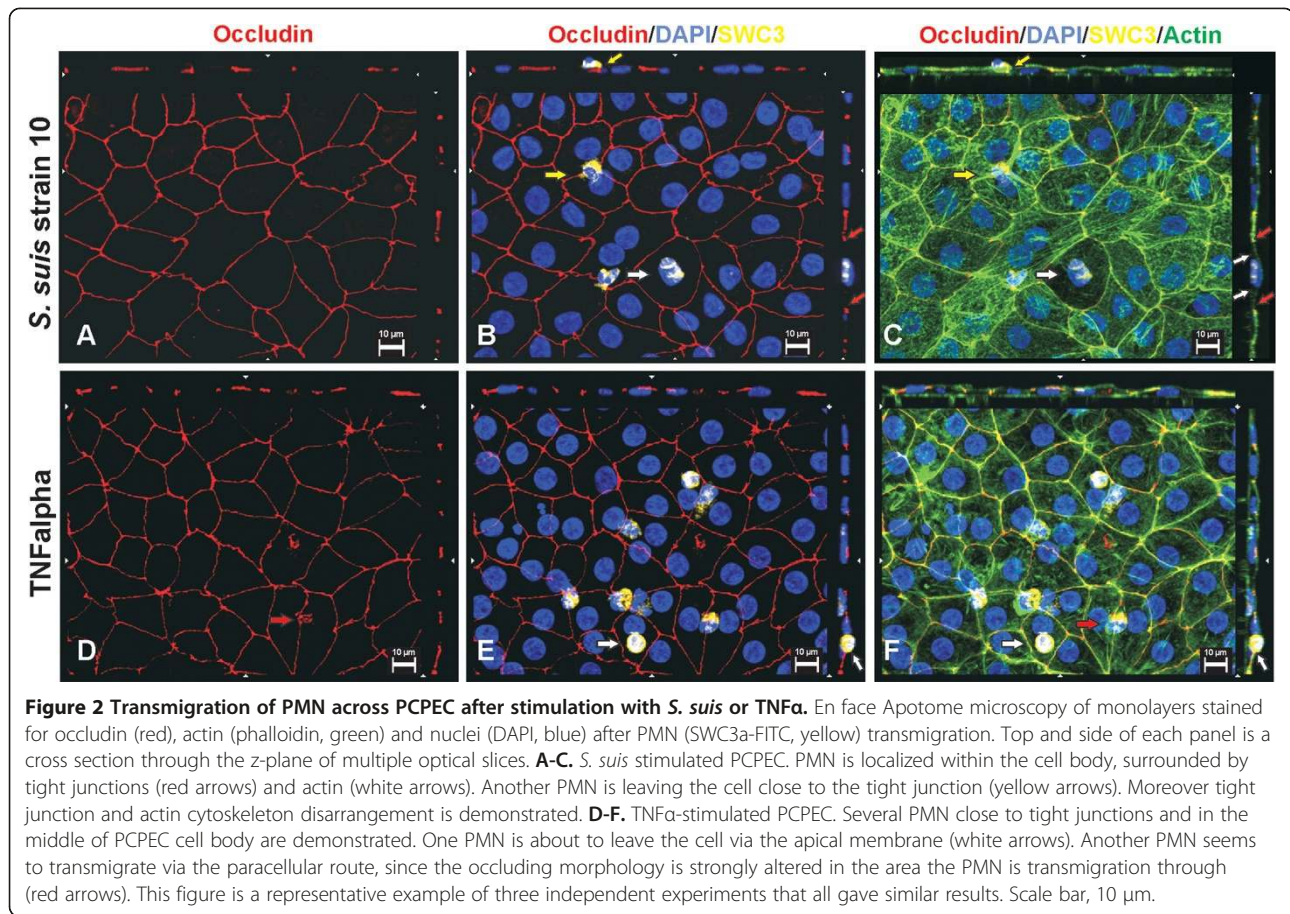 Occludin
Occludin/DAPI/SWC3
Occludin/DAPI/SWC3/Actin
S. suis strain 10
A
10 µm
B
10 µm
C
10 µm
TNFalpha
D
10 µm
E
10 µm
F
10 µm
Figure 2 Transmigration of PMN across PCPEC after stimulation with S. suis or TNFα. En face Apotome microscopy of monolayers stained
for occludin (red), actin (phalloidin, green) and nuclei (DAPI, blue) after PMN (SWC3a-FITC, yellow) transmigration. Top and side of each panel is a
cross section through the z-plane of multiple optical slices. A-C. S. suis stimulated PCPEC. PMN is localized within the cell body, surrounded by
tight junctions (red arrows) and actin (white arrows). Another PMN is leaving the cell close to the tight junction (yellow arrows). Moreover tight
junction and actin cytoskeleton disarrangement is demonstrated. D-F. TNFα-stimulated PCPEC. Several PMN close to tight junctions and in the
middle of PCPEC cell body are demonstrated. One PMN is about to leave the cell via the apical membrane (white arrows). Another PMN seems
to transmigrate via the paracellular route, since the occluding morphology is strongly altered in the area the PMN is transmigration through
(red arrows). This figure is a representative example of three independent experiments that all gave similar results. Scale bar, 10 µm.